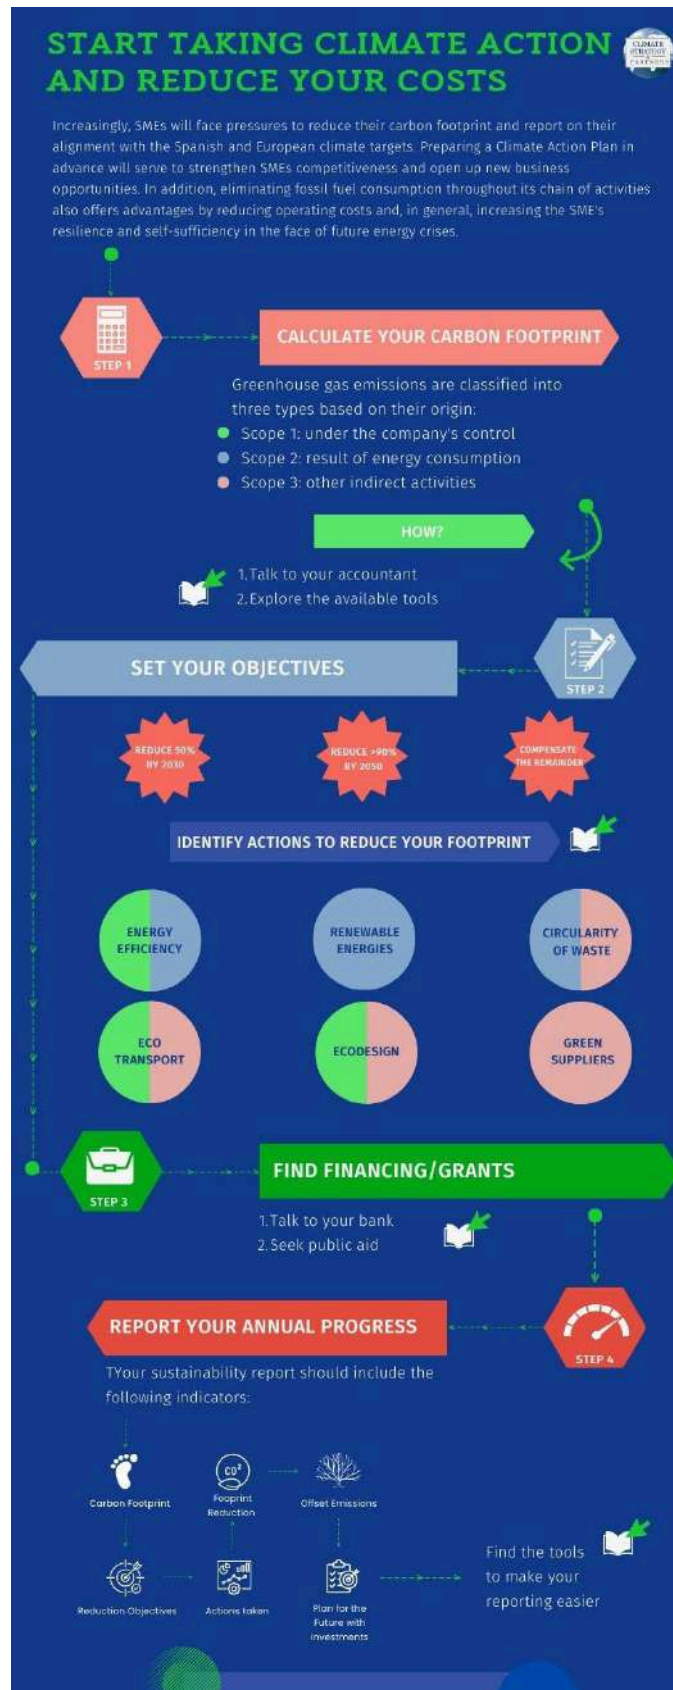 START TAKING CLIMATE ACTION
AND REDUCE YOUR COSTS
CLIMATE
STRATEGY
PARTNERS
Increasingly, SMEs will face pressures to reduce their carbon footprint and report on their
alignment with the Spanish and European climate targets. Preparing a Climate Action Plan in
advance will serve to strengthen SMEs competitiveness and open up new business
opportunities. In addition, eliminating fossil fuel consumption throughout its chain of activities
also offers advantages by reducing operating costs and, in general, increasing the SME's
resilience and self-sufficiency in the face of future energy crises.
STEP 1
CALCULATE YOUR CARBON FOOTPRINT
Greenhouse gas emissions are classified into
three types based on their origin:
Scope 1: under the company's control
Scope 2: result of energy consumption
Scope 3: other indirect activities
HOW?
1.Talk to your accountant
2.Explore the available tools
SET YOUR OBJECTIVES
STEP 2
REDUCE 50%
BY 2030
REDUCE >90%
BY 2050
COMPENSATE
THE REMAINDER
IDENTIFY ACTIONS TO REDUCE YOUR FOOTPRINT
ENERGY
EFFICIENCY
RENEWABLE
ENERGIES
CIRCULARITY
OF WASTE
ECO
TRANSPORT
ECODESIGN
GREEN
SUPPLIERS
STEP 3
FIND FINANCING/GRANTS
1.Talk to your bank
2.Seek public aid
REPORT YOUR ANNUAL PROGRESS
STEP 4
TYour sustainability report should include the
following indicators:
CO²
Carbon Footprint
Fooprint
Reduction
Offset Emissions
Reduction Objectives
Actions taken
Plan for the
Future with
investments
Find the tools
to make your
reporting easier